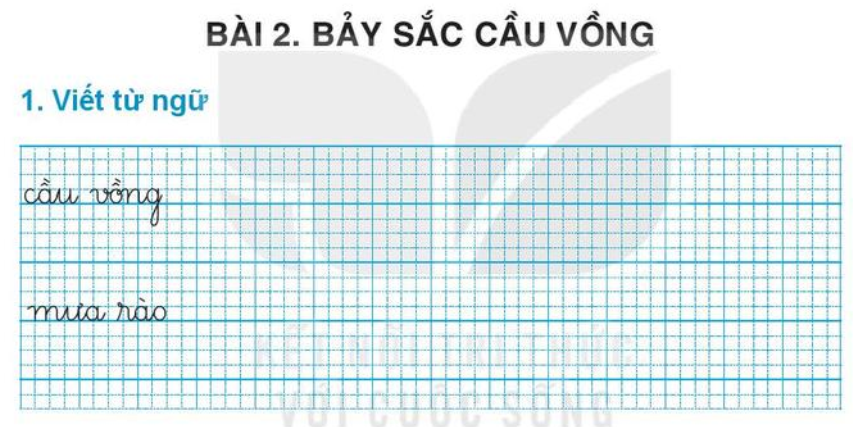 BÀI 2. BẢY SẮC CẦU VỒNG
1. Viết từ ngữ
cầu vồng
mưa rào
KẾT NỐI TRI THỨC
VỚI CUỘC SỐNG